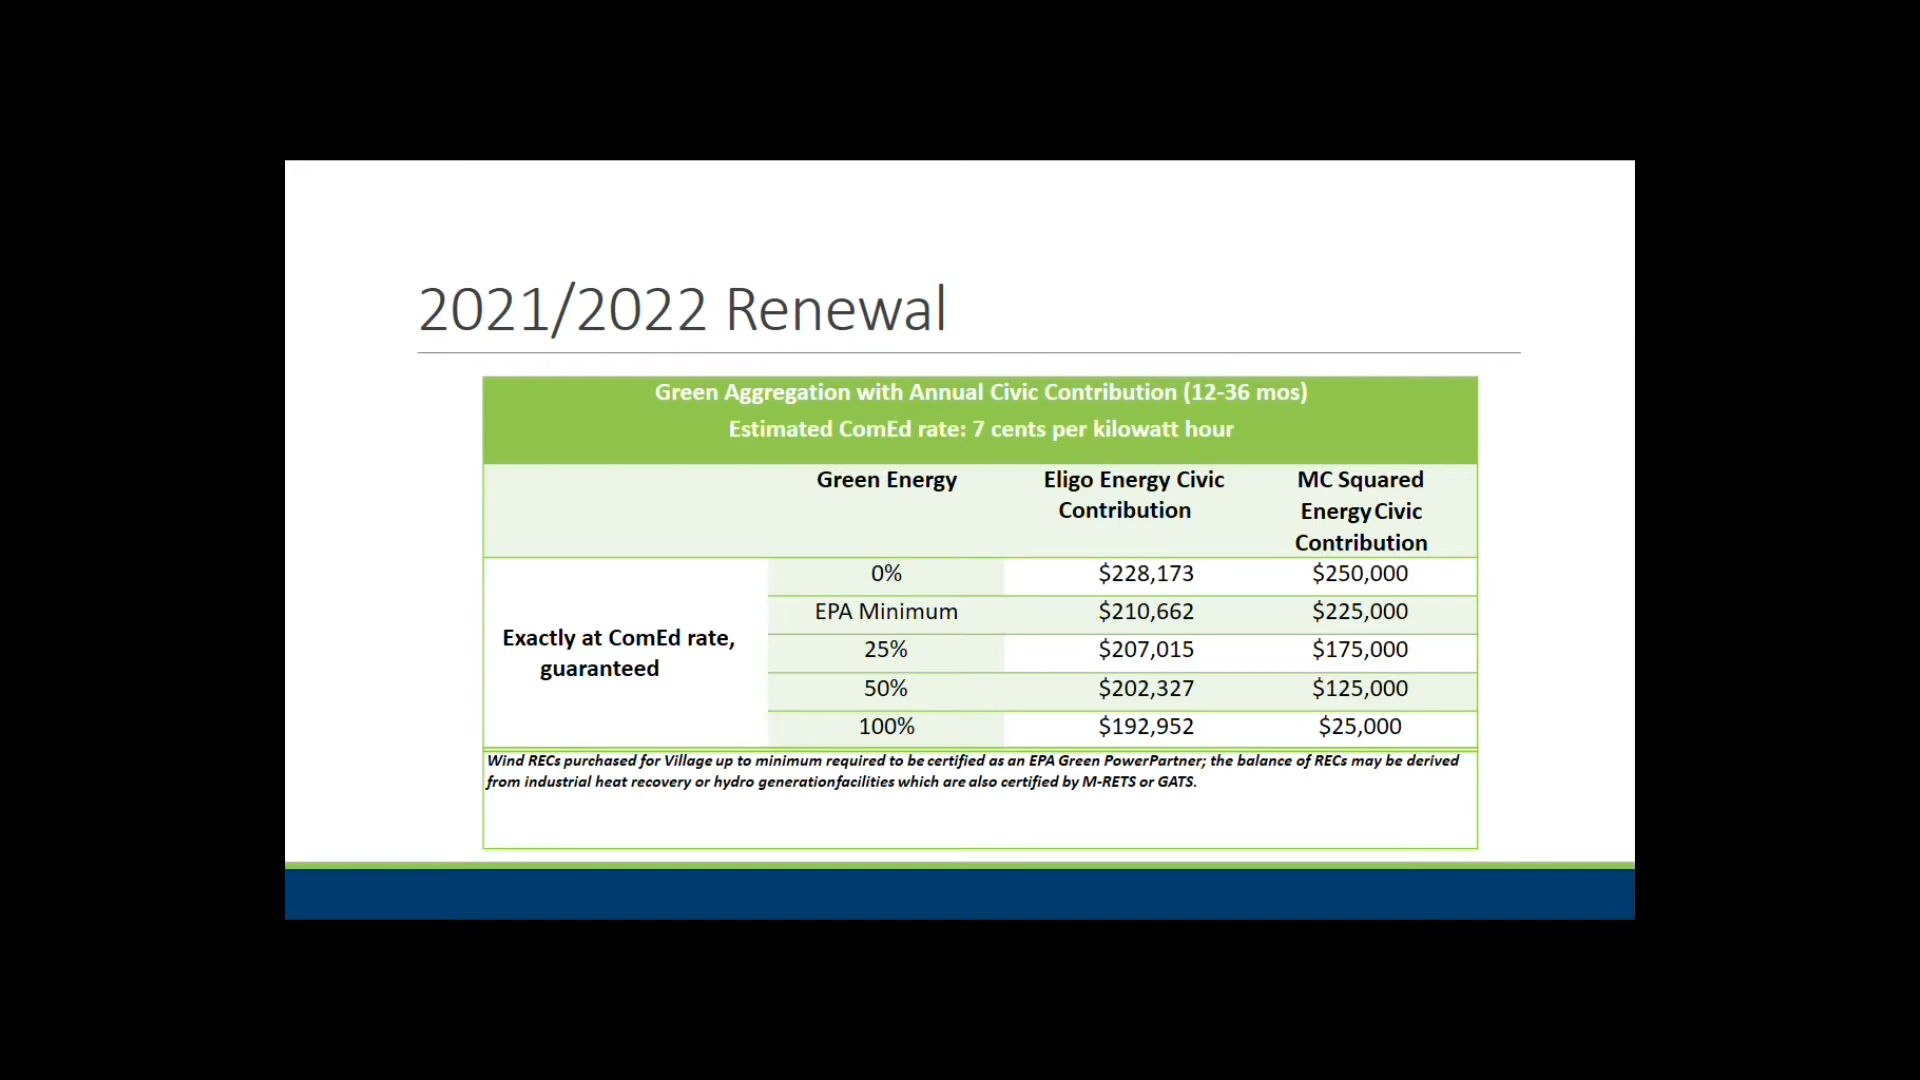 2021/2022 Renewal
Green Aggregation with Annual Civic Contribution (12-36 mos)
Estimated ComEd rate: 7 cents per kilowatt hour
Green Energy
Eligo Energy Civic
Contribution
MC Squared
Energy Civic
Contribution
Exactly at ComEd rate,
guaranteed
0% $228,173 $250,000
EPA Minimum $210,662 $225,000
25% $207,015 $175,000
50% $202,327 $125,000
100% $192,952 $25,000
Wind RECs purchased for Village up to minimum required to be certified as an EPA Green PowerPartner; the balance of RECs may be derived
from industrial heat recovery or hydro generationfacilities which are also certified by M-RETS or GATS.